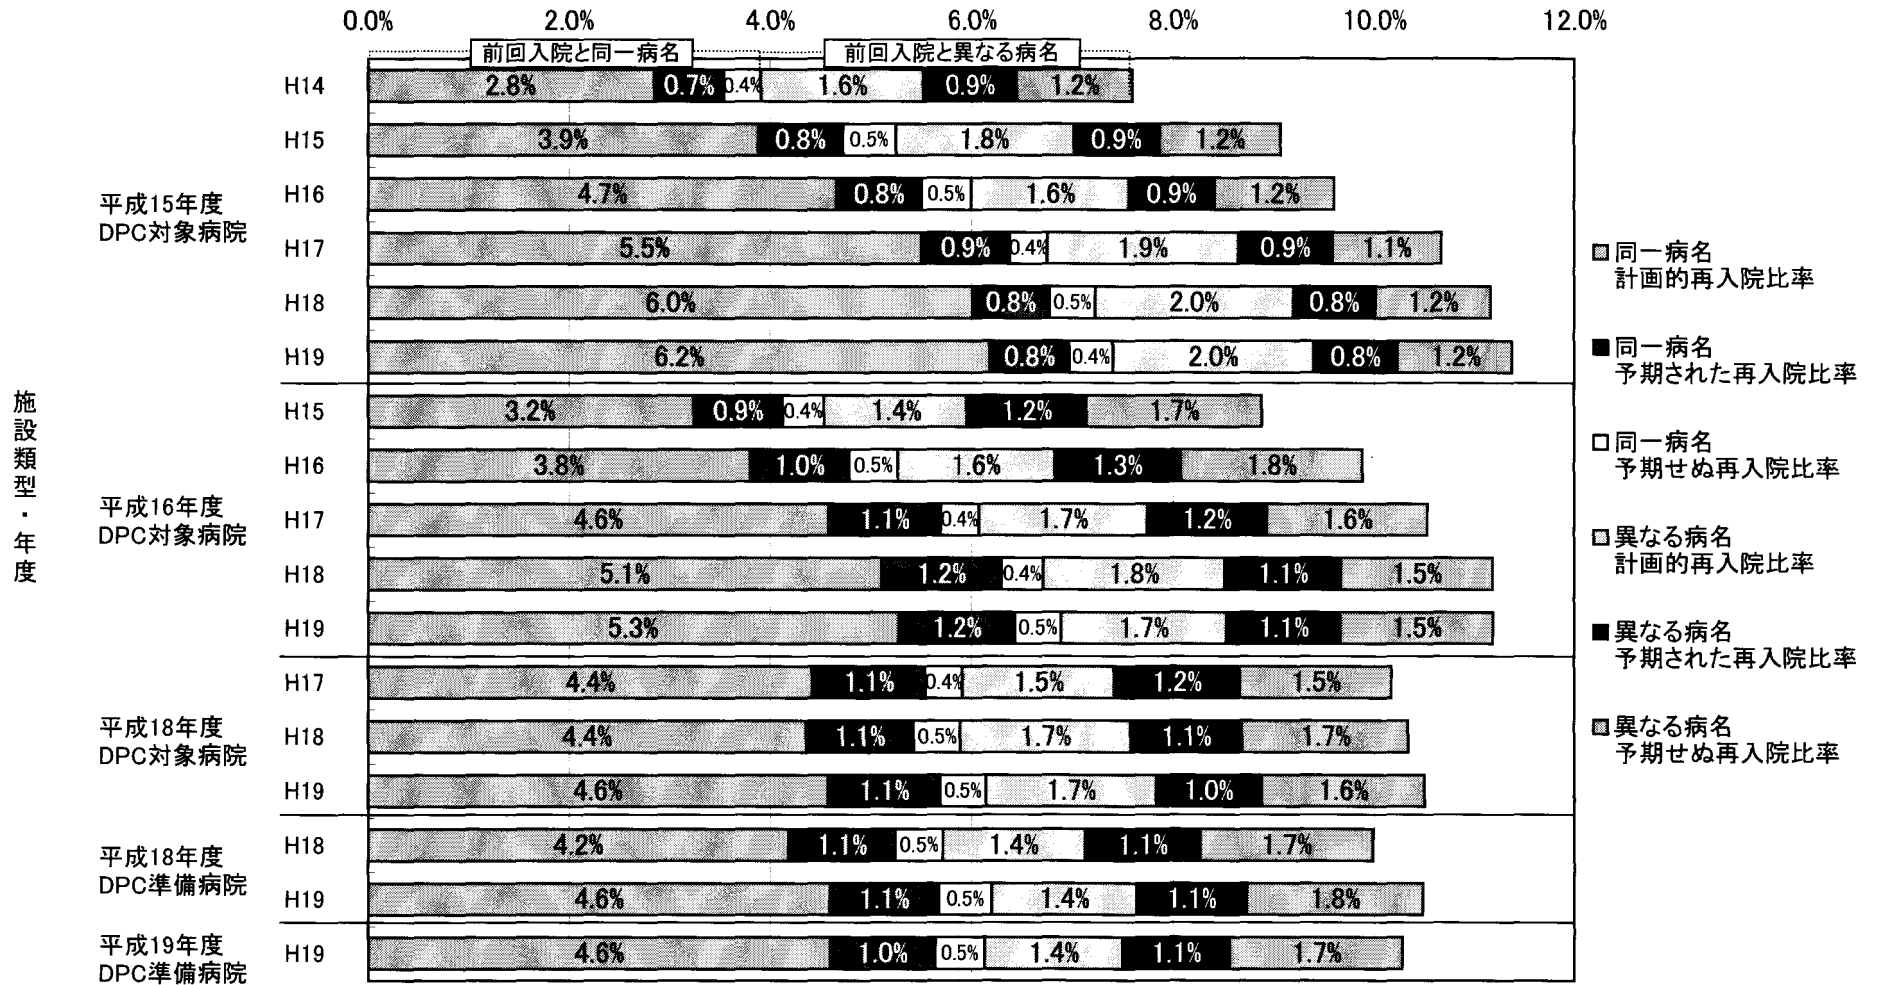 0.0% 2.0% 4.0% 6.0% 8.0% 10.0% 12.0%
前回入院と同一病名 前回入院と異なる病名
H14 2.8% 0.7% 0.4% 1.6% 0.9% 1.2%
H15 3.9% 0.8% 0.5% 1.8% 0.9% 1.2%
H16 4.7% 0.8% 0.5% 1.6% 0.9% 1.2%
平成15年度
DPC対象病院
H17 5.5% 0.9% 0.4% 1.9% 0.9% 1.1%
H18 6.0% 0.8% 0.5% 2.0% 0.8% 1.2%
H19 6.2% 0.8% 0.4% 2.0% 0.8% 1.2%
H15 3.2% 0.9% 0.4% 1.4% 1.2% 1.7%
H16 3.8% 1.0% 0.5% 1.6% 1.3% 1.8%
平成16年度
DPC対象病院
H17 4.6% 1.1% 0.4% 1.7% 1.2% 1.6%
H18 5.1% 1.2% 0.4% 1.8% 1.1% 1.5%
H19 5.3% 1.2% 0.5% 1.7% 1.1% 1.5%
H17 4.4% 1.1% 0.4% 1.5% 1.2% 1.5%
平成18年度
DPC対象病院
H18 4.4% 1.1% 0.5% 1.7% 1.1% 1.7%
H19 4.6% 1.1% 0.5% 1.7% 1.0% 1.6%
平成18年度
DPC準備病院
H18 4.2% 1.1% 0.5% 1.4% 1.1% 1.7%
H19 4.6% 1.1% 0.5% 1.4% 1.1% 1.8%
平成19年度
DPC準備病院
H19 4.6% 1.0% 0.5% 1.4% 1.1% 1.7%
施設類型・年度
同一病名
計画的再入院比率
同一病名
予期された再入院比率
同一病名
予期せぬ再入院比率
異なる病名
計画的再入院比率
異なる病名
予期された再入院比率
異なる病名
予期せぬ再入院比率